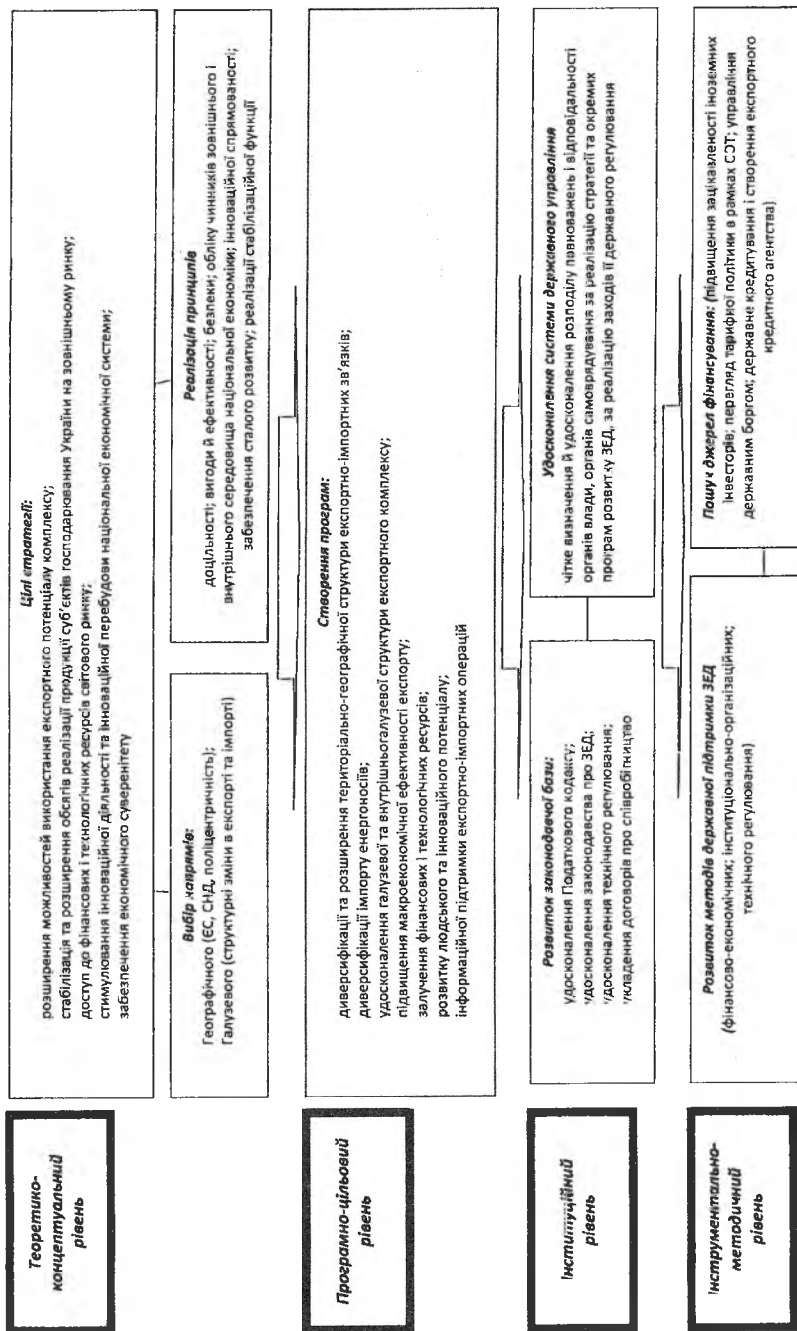 Теоретико-
концептуальний
рівень
Цілі стратегії:
розширення можливостей використання експортного потенціалу комплексу;
стабілізація та розширення обсягів реалізації продукції суб'єктів господарювання України на зовнішньому ринку;
доступ до фінансових і технологічних ресурсів світового ринку;
стимулювання інноваційної діяльності та інноваційної перебудови національної економічної системи;
забезпечення економічного суверенітету
Вибір напрямів:
Географічного (ЄС, СНД, поліцентричність);
Галузевого (структурні зміни в експорті та імпорті)
Реалізація принципів
доцільності; вигоди й ефективності; безпеки; обліку чинників зовнішнього і
внутрішнього середовища національної економіки; інноваційної спрямованості;
забезпечення сталого розвитку; реалізації стабілізаційної функції
Програмно-цільовий
рівень
Створення програм:
диверсифікації та розширення територіально-географічної структури експортно-імпортних зв'язків;
диверсифікації імпорту енергоносіїв;
удосконалення галузевої та внутрішньогалузевої структури експортного комплексу;
підвищення макроекономічної ефективності експорту;
залучення фінансових і технологічних ресурсів;
розвитку людського та інноваційного потенціалу;
інформаційної підтримки експортно-імпортних операцій
Інституційний
рівень
Розвиток законодавчої бази:
удосконалення Податкового кодексу;
удосконалення законодавства про ЗЕД;
удосконалення технічного регулювання;
укладення договорів про співробітництво
Удосконалення системи державного управління
чітке визначення й удосконалення розподілу повноважень і відповідальності
органів влади, органів самоврядування за реалізацію стратегії та окремих
програм розвитку ЗЕД, за реалізацію заходів її державного регулювання
Інструментально-
методичний
рівень
Розвиток методів державної підтримки ЗЕД
(фінансово-економічних; інституціонально-організаційних;
технічного регулювання)
Пошук джерел фінансування: (підвищення зацікавленості іноземних
інвесторів; перегляд тарифної політики в рамках СОТ; управління
державним боргом; державне кредитування і створення експортного
кредитного агентства)